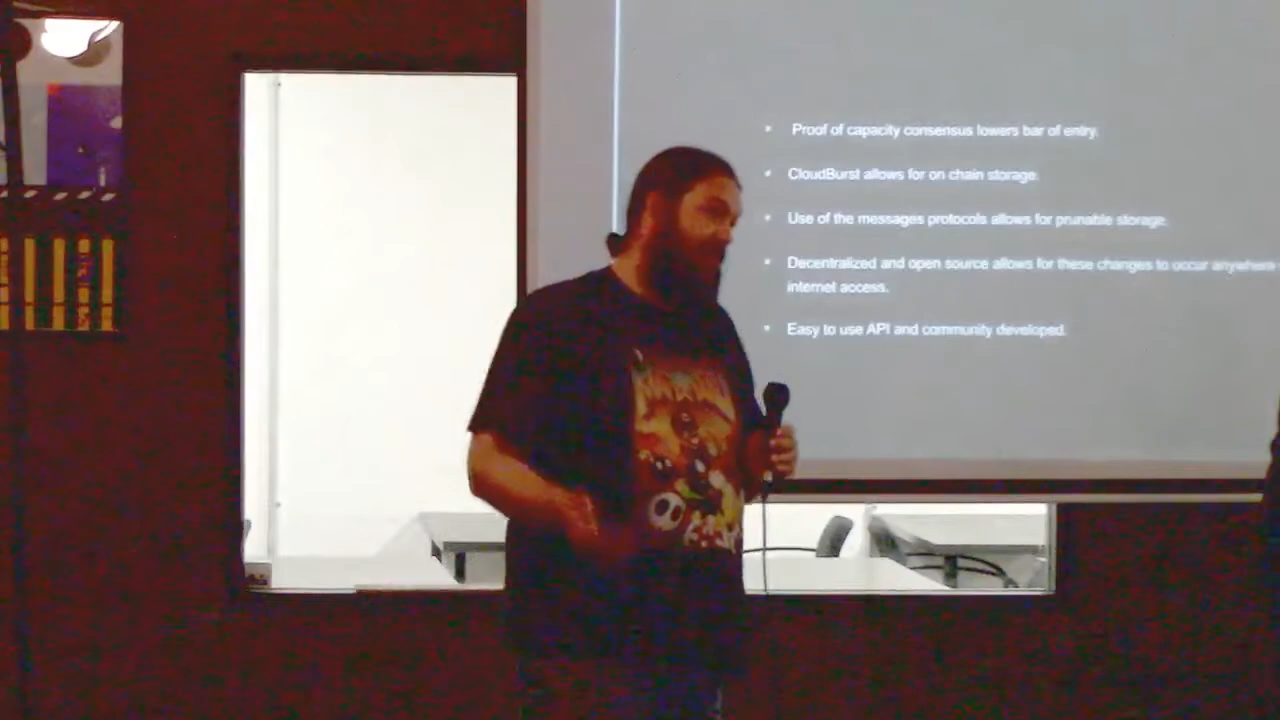 Proof of capacity consensus lowers bar of entry.
CloudBurst allows for on chain storage.
Use of the messages protocols allows for prunable storage.
Decentralized and open source allows for these changes to occur anywhere
internet access.
Easy to use API and community developed.